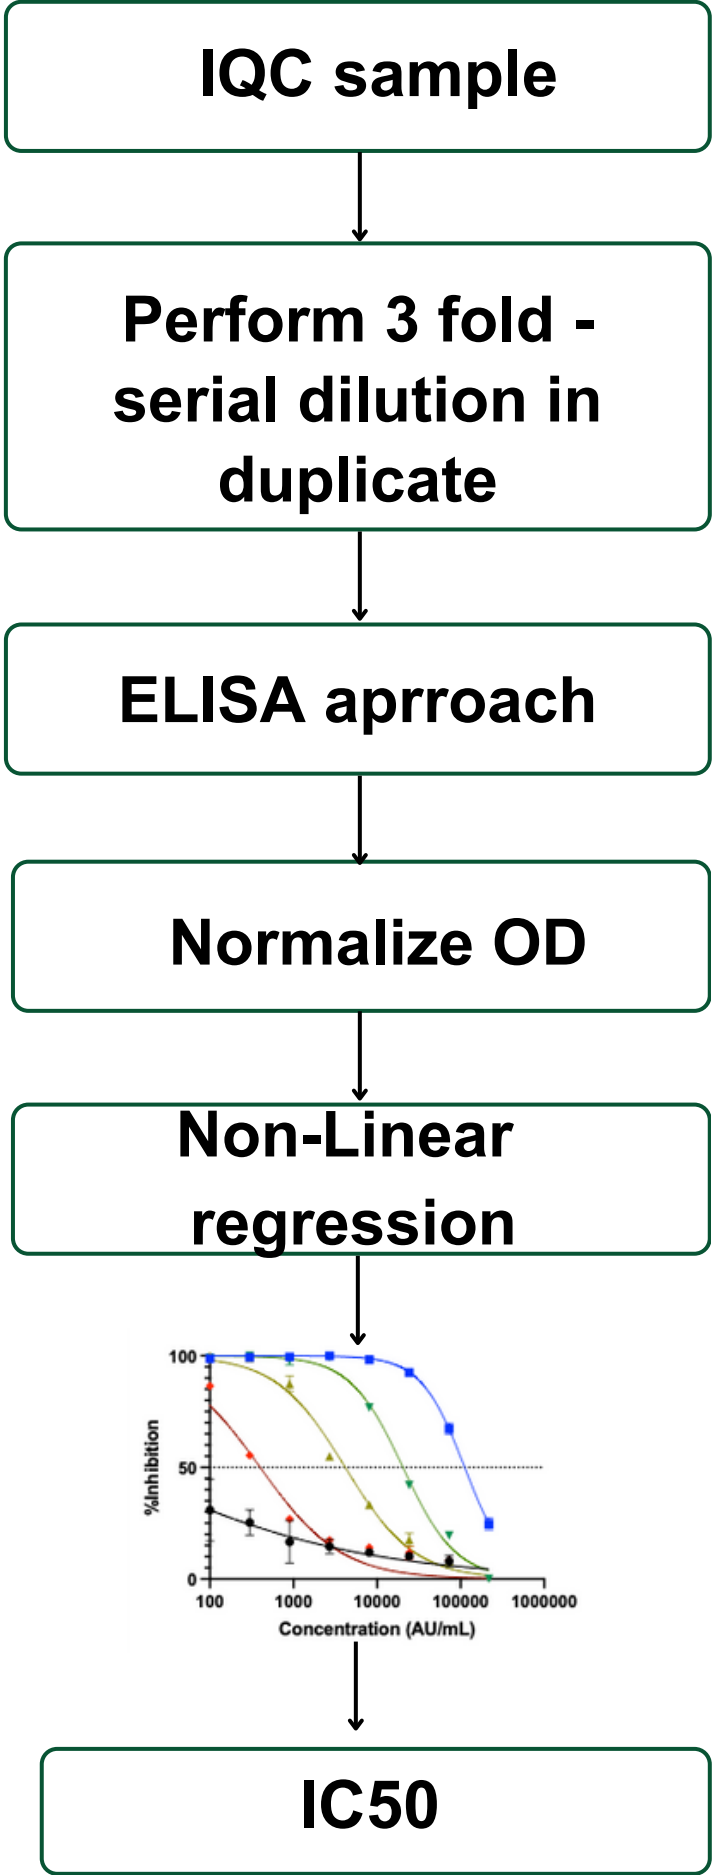 IQC sample
Perform 3 fold -
serial dilution in
duplicate
ELISA aprroach
Normalize OD
Non-Linear
regression
100
50
0
%Inhibition
100 1000 10000 100000 1000000
Concentration (AU/mL)
IC50